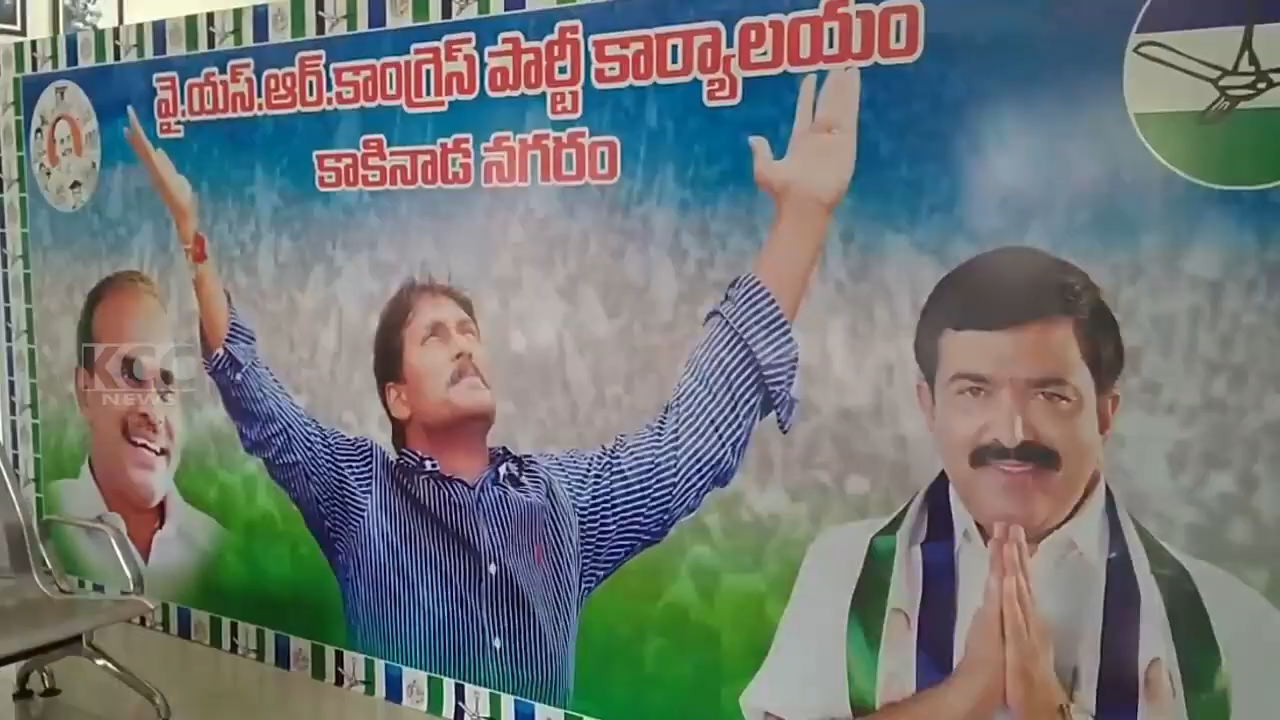 వై.యస్.ఆర్.కాంగ్రెస్ పార్టీ కార్యాలయం
కాకినాడ నగరం
KCC
NEWS